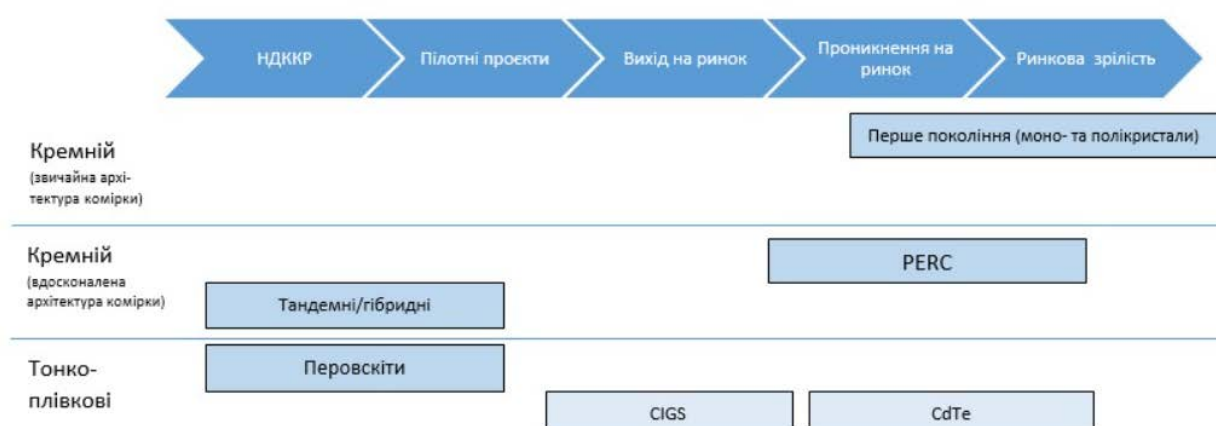 НДККР
Пілотні проєкти
Вихід на ринок
Проникнення на
ринок
Ринкова зрілість
Кремній
(звичайна архі-
тектура комірки)
Перше покоління (моно- та полікристали)
Кремній
(вдосконалена
архітектура комірки)
PERC
Тандемні/гібридні
Тонко-
плівкові
Перовскіти
CIGS
CdTe